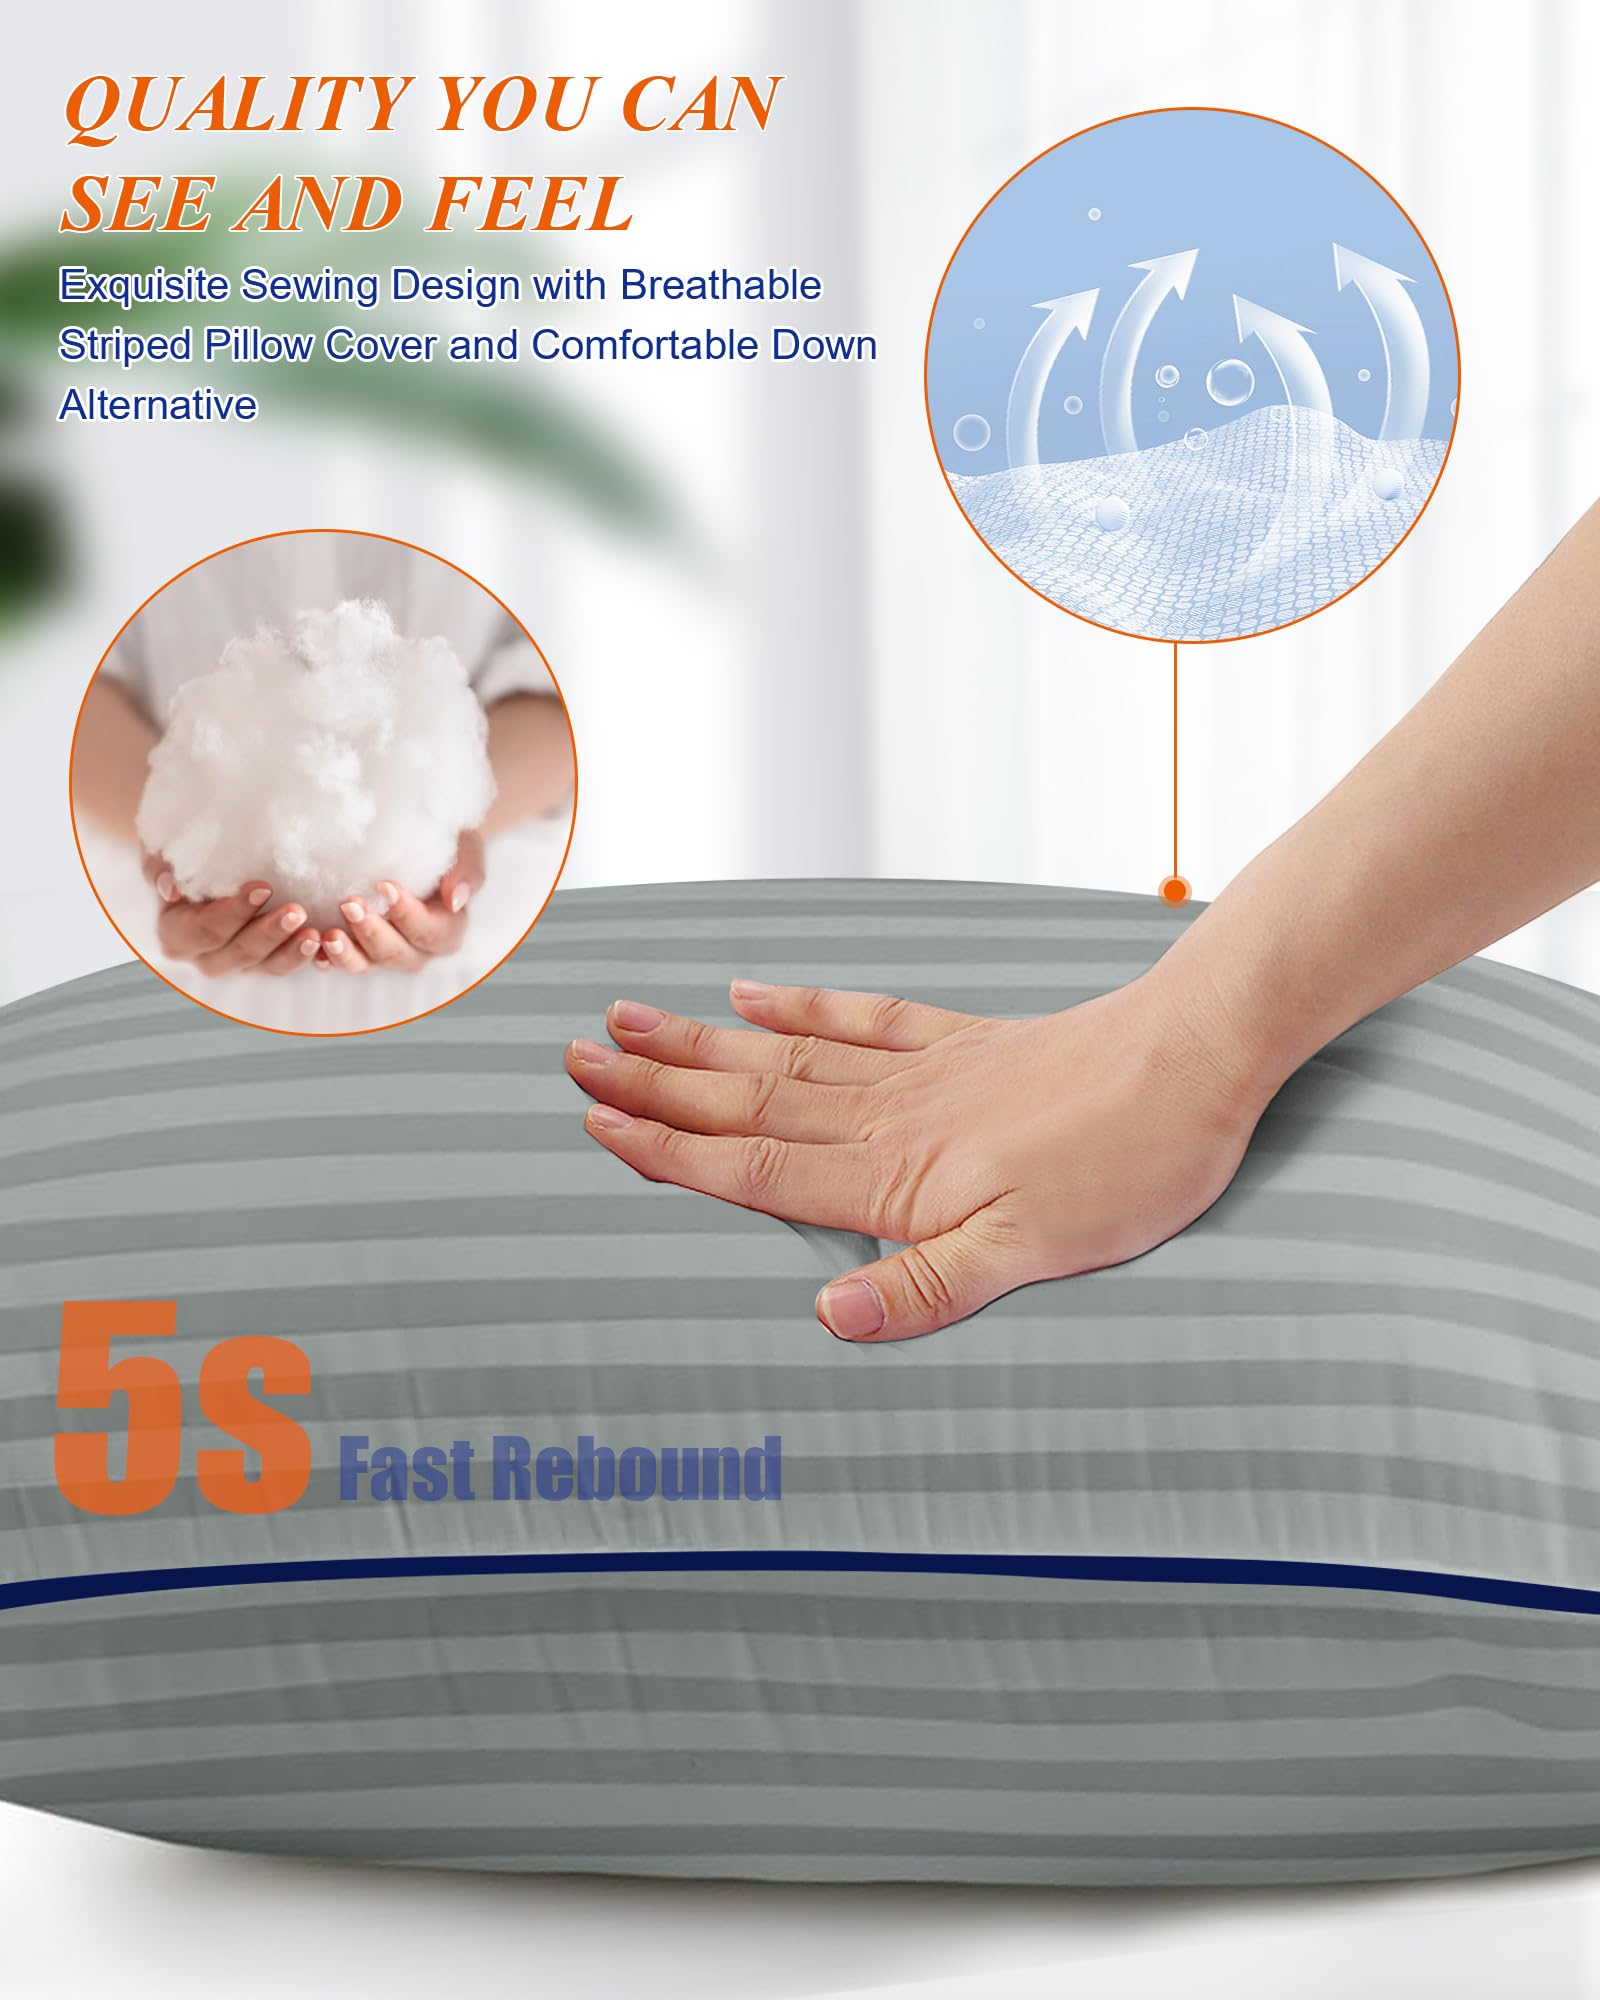 QUALITY YOU CAN
SEE AND FEEL
Exquisite Sewing Design with Breathable
Striped Pillow Cover and Comfortable Down
Alternative
5s Fast Rebound